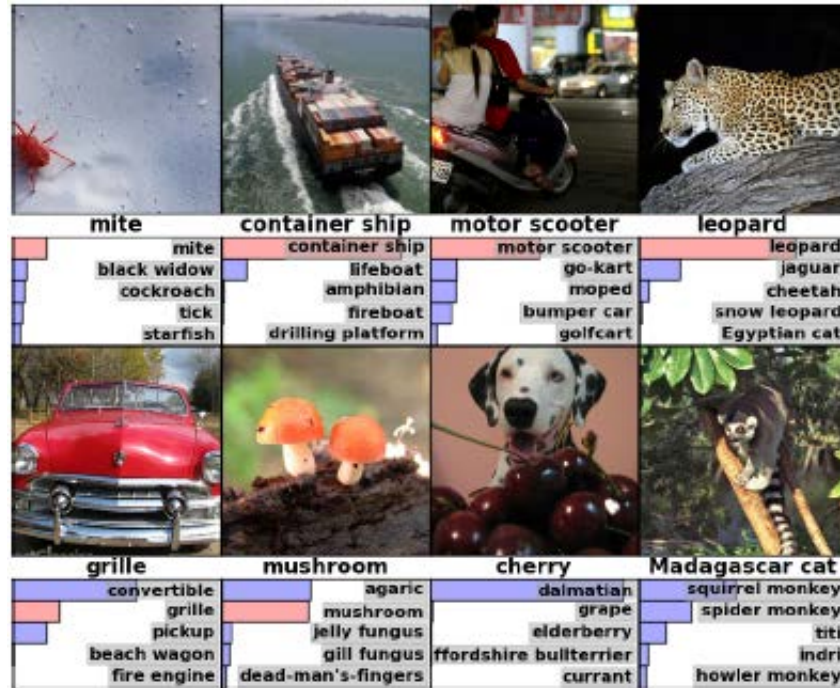 mite
container ship
motor scooter
leopard
mite
black widow
cockroach
tick
starfish
container ship
lifeboat
amphibian
fireboat
drilling platform
motor scooter
go-kart
moped
bumper car
golfcart
leopard
jaguar
cheetah
snow leopard
Egyptian cat
grille
mushroom
cherry
Madagascar cat
convertible
grille
pickup
beach wagon
fire engine
agaric
mushroom
jelly fungus
gill fungus
dead-man's-fingers
dalmatian
grape
elderberry
ffordshire bullterrier
currant
squirrel monkey
spider monkey
titi
indri
howler monkey